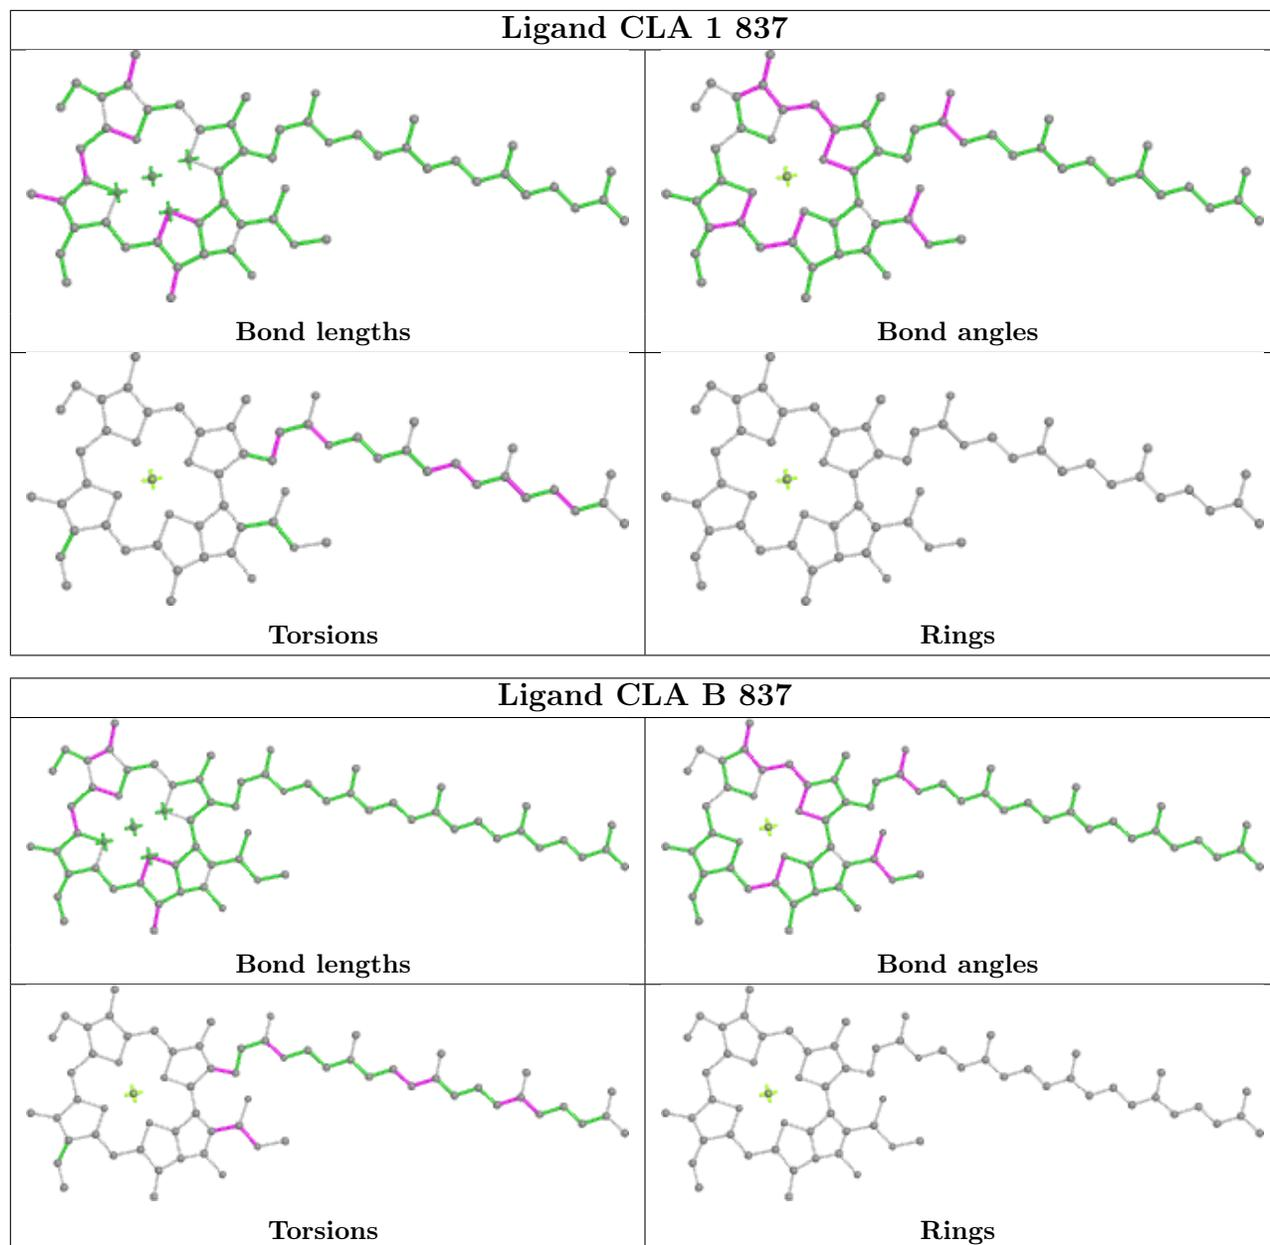 Ligand CLA 1 837
Bond lengths
Bond angles
Torsions
Rings
Ligand CLA B 837
Bond lengths
Bond angles
Torsions
Rings